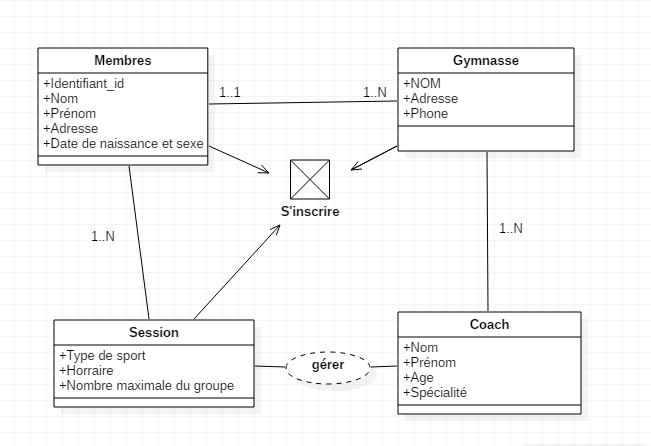 Membres
+Identifiant_id
+Nom
+Prénom
+Adresse
+Date de naissance et sexe
1..1
1..N
Gymnasse
+NOM
+Adresse
+Phone
S'inscrire
1..N
1..N
Session
+Type de sport
+Horraire
+Nombre maximale du groupe
gérer
Coach
+Nom
+Prénom
+Age
+Spécialité